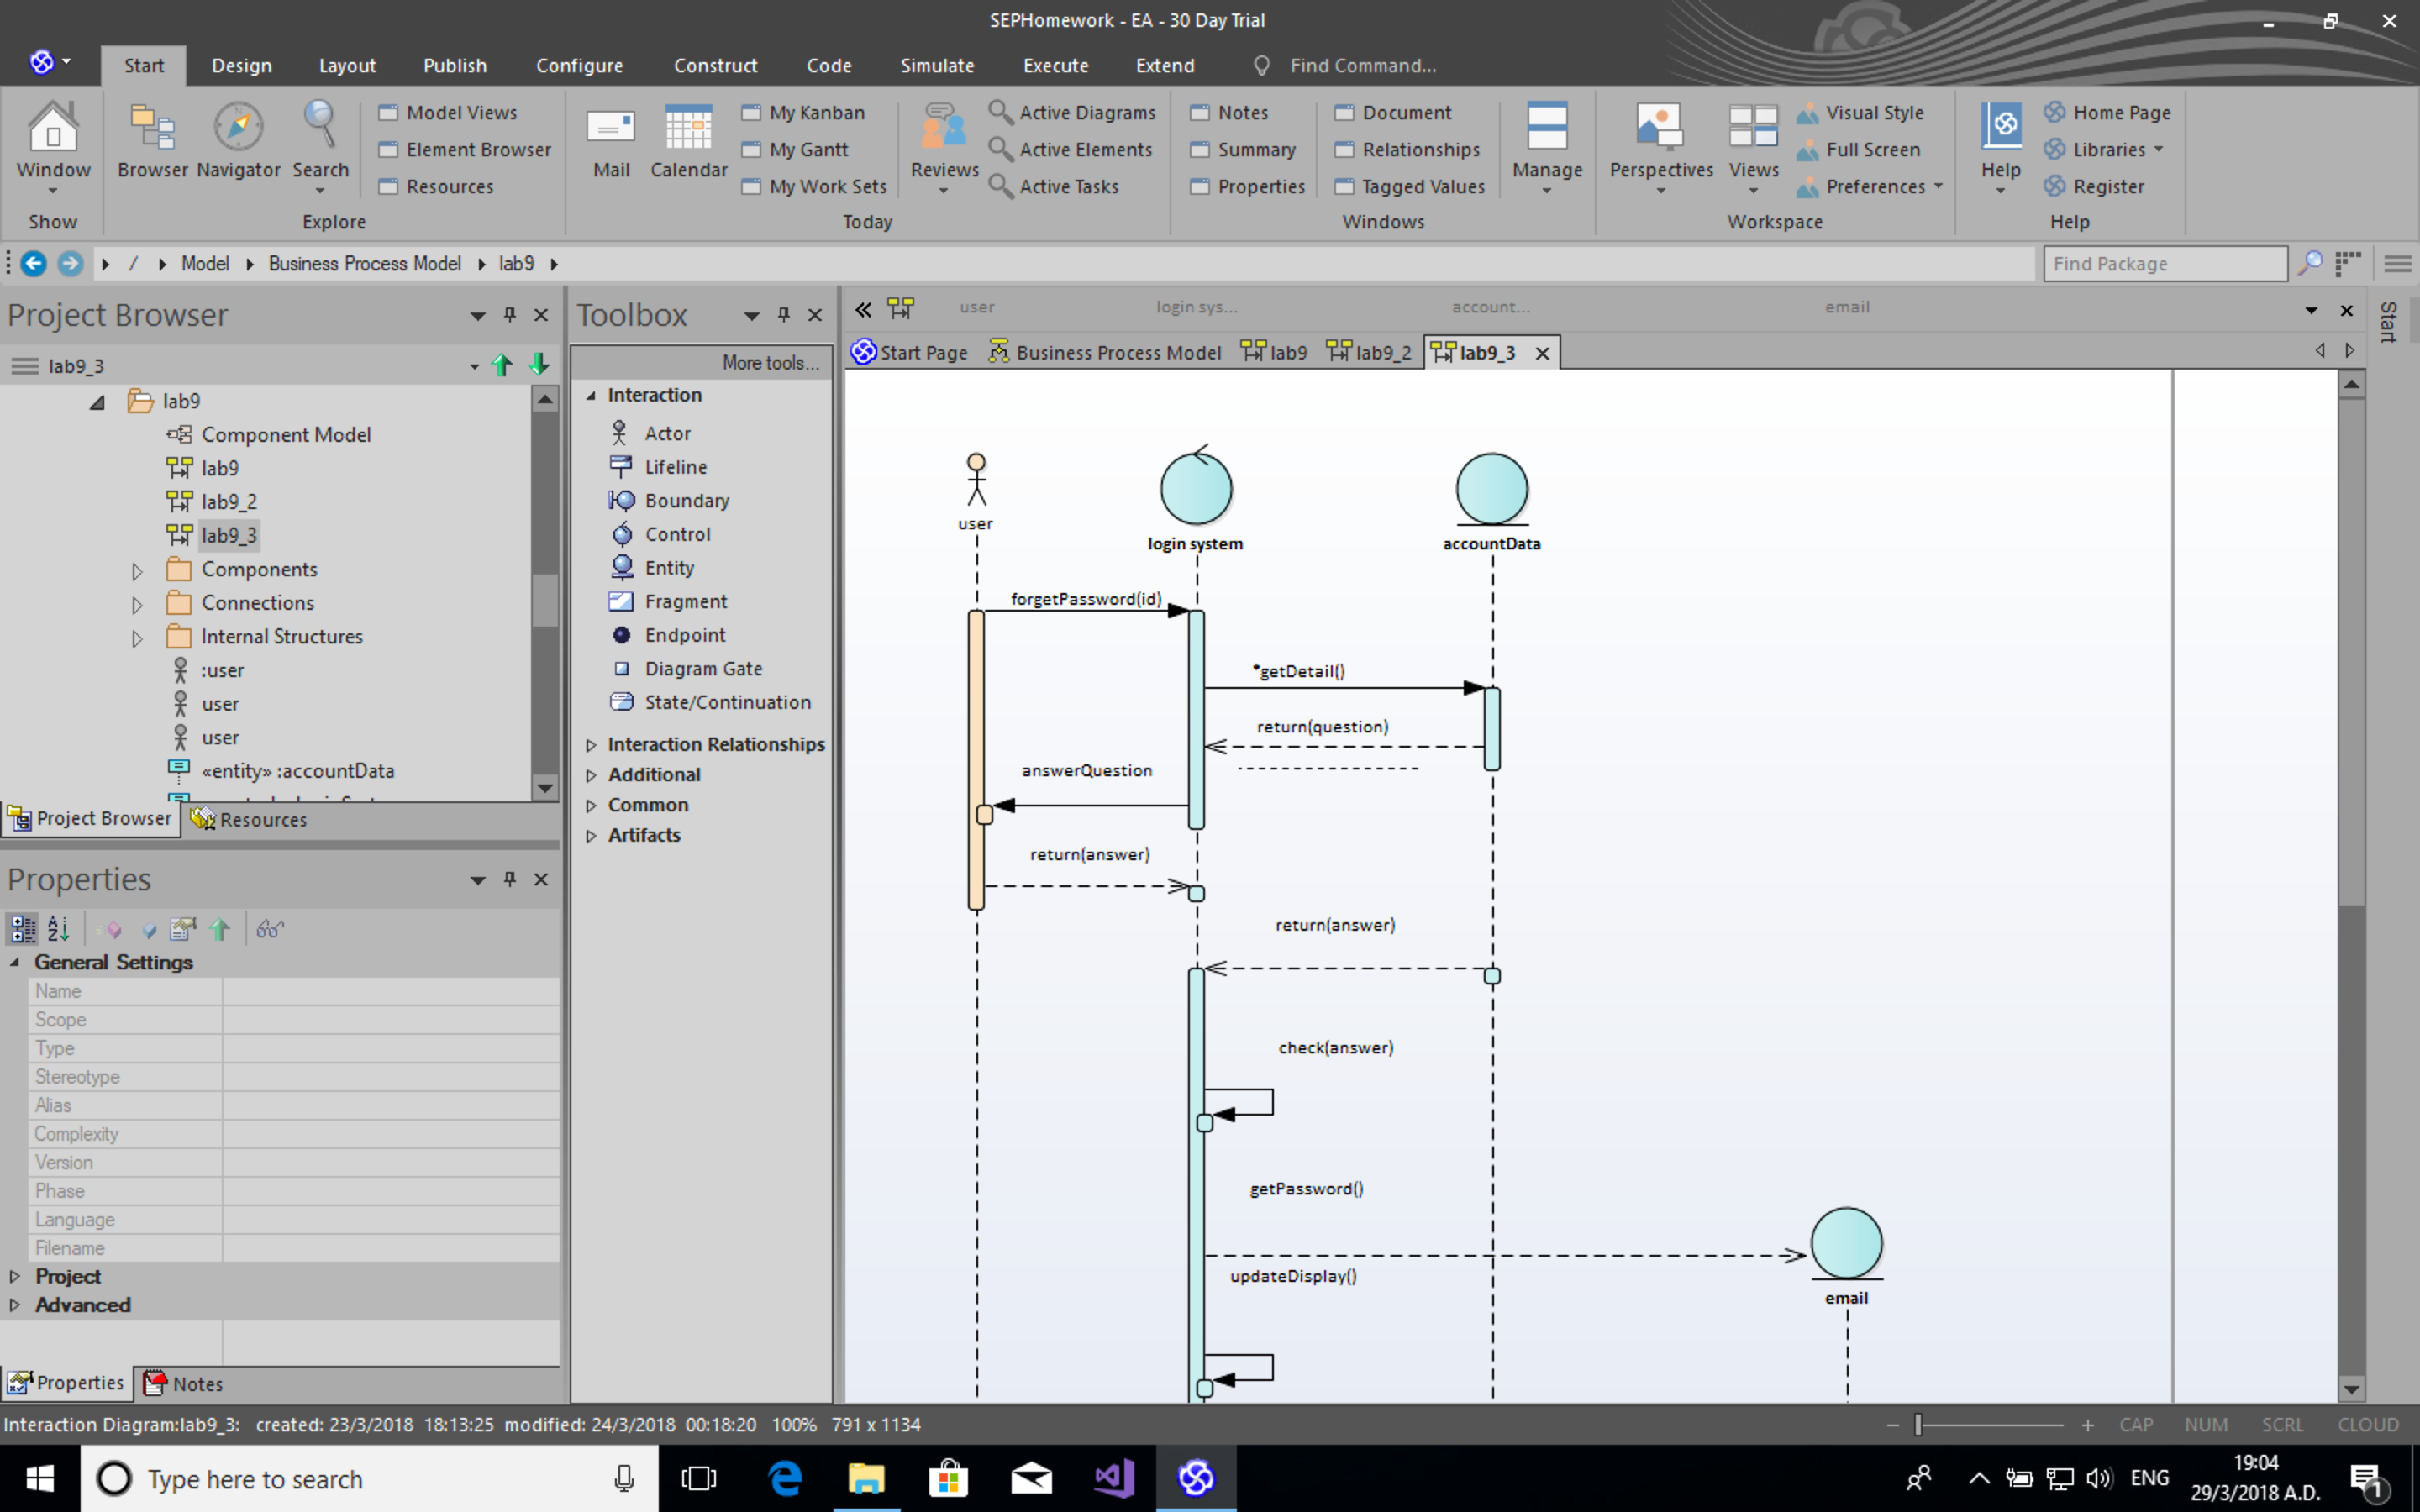 SEPHomework - EA - 30 Day Trial
Start Design Layout Publish Configure Construct Code Simulate Execute Extend Find Command...
Window
Show
Browser Navigator Search
Model Views
Element Browser
Resources
Explore
Mail Calendar
My Kanban
My Gantt
My Work Sets
Reviews
Active Diagrams
Active Elements
Active Tasks
Today
Notes
Summary
Properties
Document
Relationships
Tagged Values
Manage
Windows
Perspectives Views
Visual Style
Full Screen
Preferences
Workspace
Help
Home Page
Libraries
Register
Help
/ Model Business Process Model lab9
Find Package
Project Browser
lab9_3
lab9
Component Model
lab9
lab9_2
lab9_3
Components
Connections
Internal Structures
:user
user
user
«entity» :accountData
Project Browser Resources
Properties
General Settings
Name
Scope
Type
Stereotype
Alias
Complexity
Version
Phase
Language
Filename
Project
Advanced
Properties Notes
Toolbox
More tools...
Interaction
Actor
Lifeline
Boundary
Control
Entity
Fragment
Endpoint
Diagram Gate
State/Continuation
Interaction Relationships
Additional
Common
Artifacts
user login sys... account... email
Start Page Business Process Model lab9 lab9_2 lab9_3
Start
user
login system
accountData
forgetPassword(id)
*getDetail()
return(question)
answerQuestion
return(answer)
return(answer)
check(answer)
getPassword()
updateDisplay()
email
Interaction Diagram:lab9_3: created: 23/3/2018 18:13:25 modified: 24/3/2018 00:18:20 100% 791 x 1134
CAP NUM SCRL CLOUD
Type here to search
ENG
19:04
29/3/2018 A.D.
1